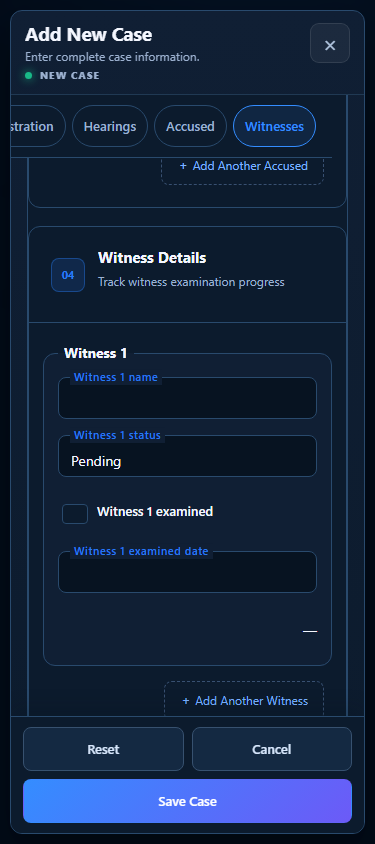 Add New Case
Enter complete case information.
NEW CASE
×
stration
Hearings
Accused
Witnesses
+ Add Another Accused
04
Witness Details
Track witness examination progress
Witness 1
Witness 1 name
Witness 1 status
Pending
Witness 1 examined
Witness 1 examined date
—
+ Add Another Witness
Reset
Cancel
Save Case